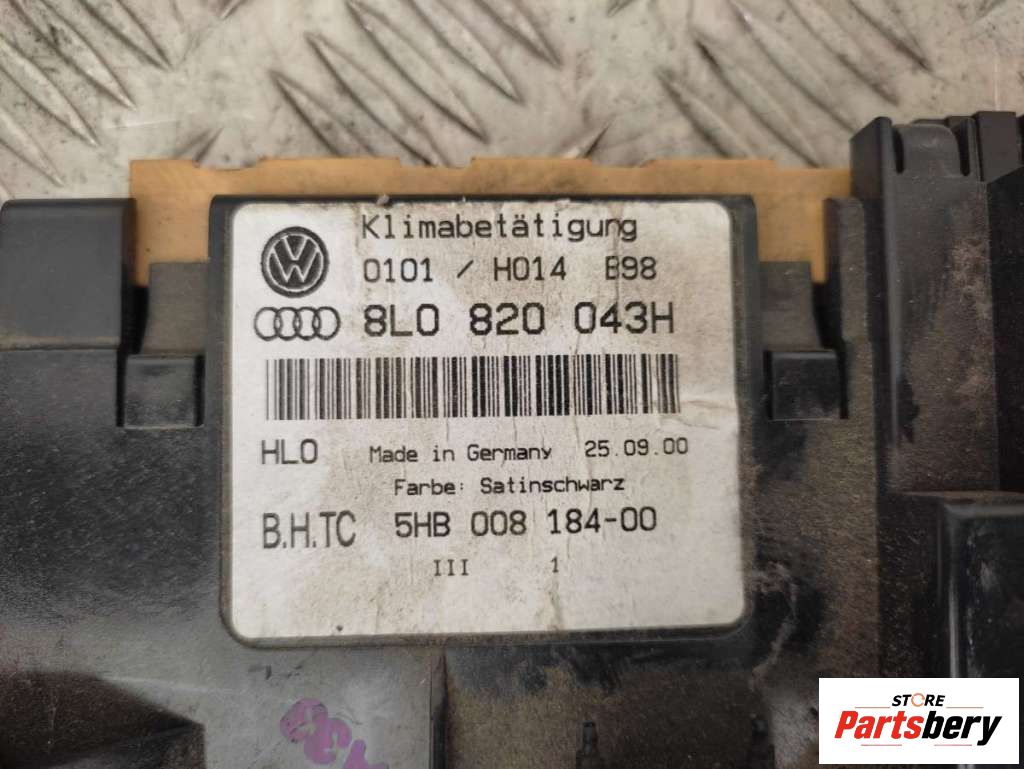 Klimabetätigung
0101 / H014 B98
8L0 820 043H
HLO Made in Germany 25.09.00
Farbe: Satinschwarz
B.H.TC 5HB 008 184-00
III 1
STORE
Partsbery